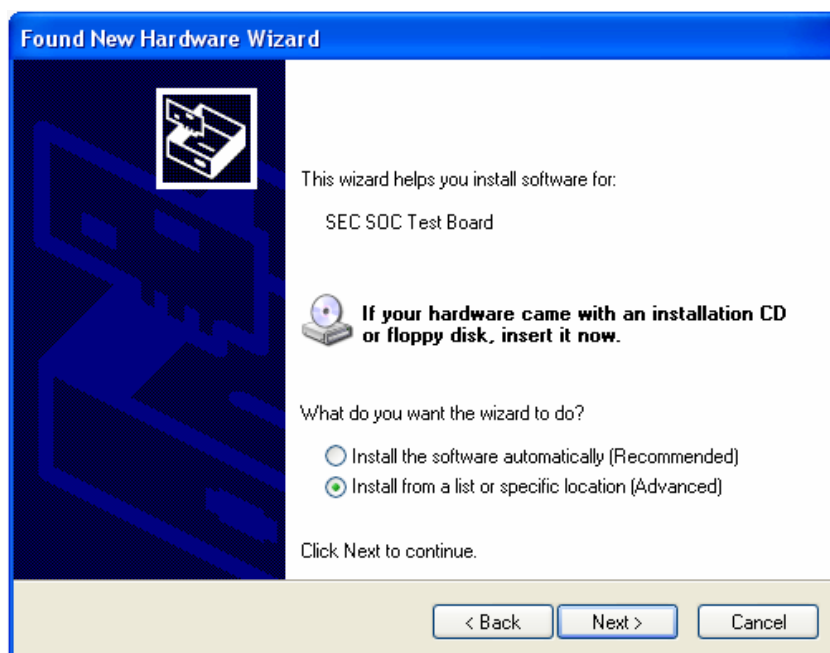 Found New Hardware Wizard
This wizard helps you install software for:
SEC SOC Test Board
If your hardware came with an installation CD
or floppy disk, insert it now.
What do you want the wizard to do?
Install the software automatically (Recommended)
Install from a list or specific location (Advanced)
Click Next to continue.
< Back Next > Cancel